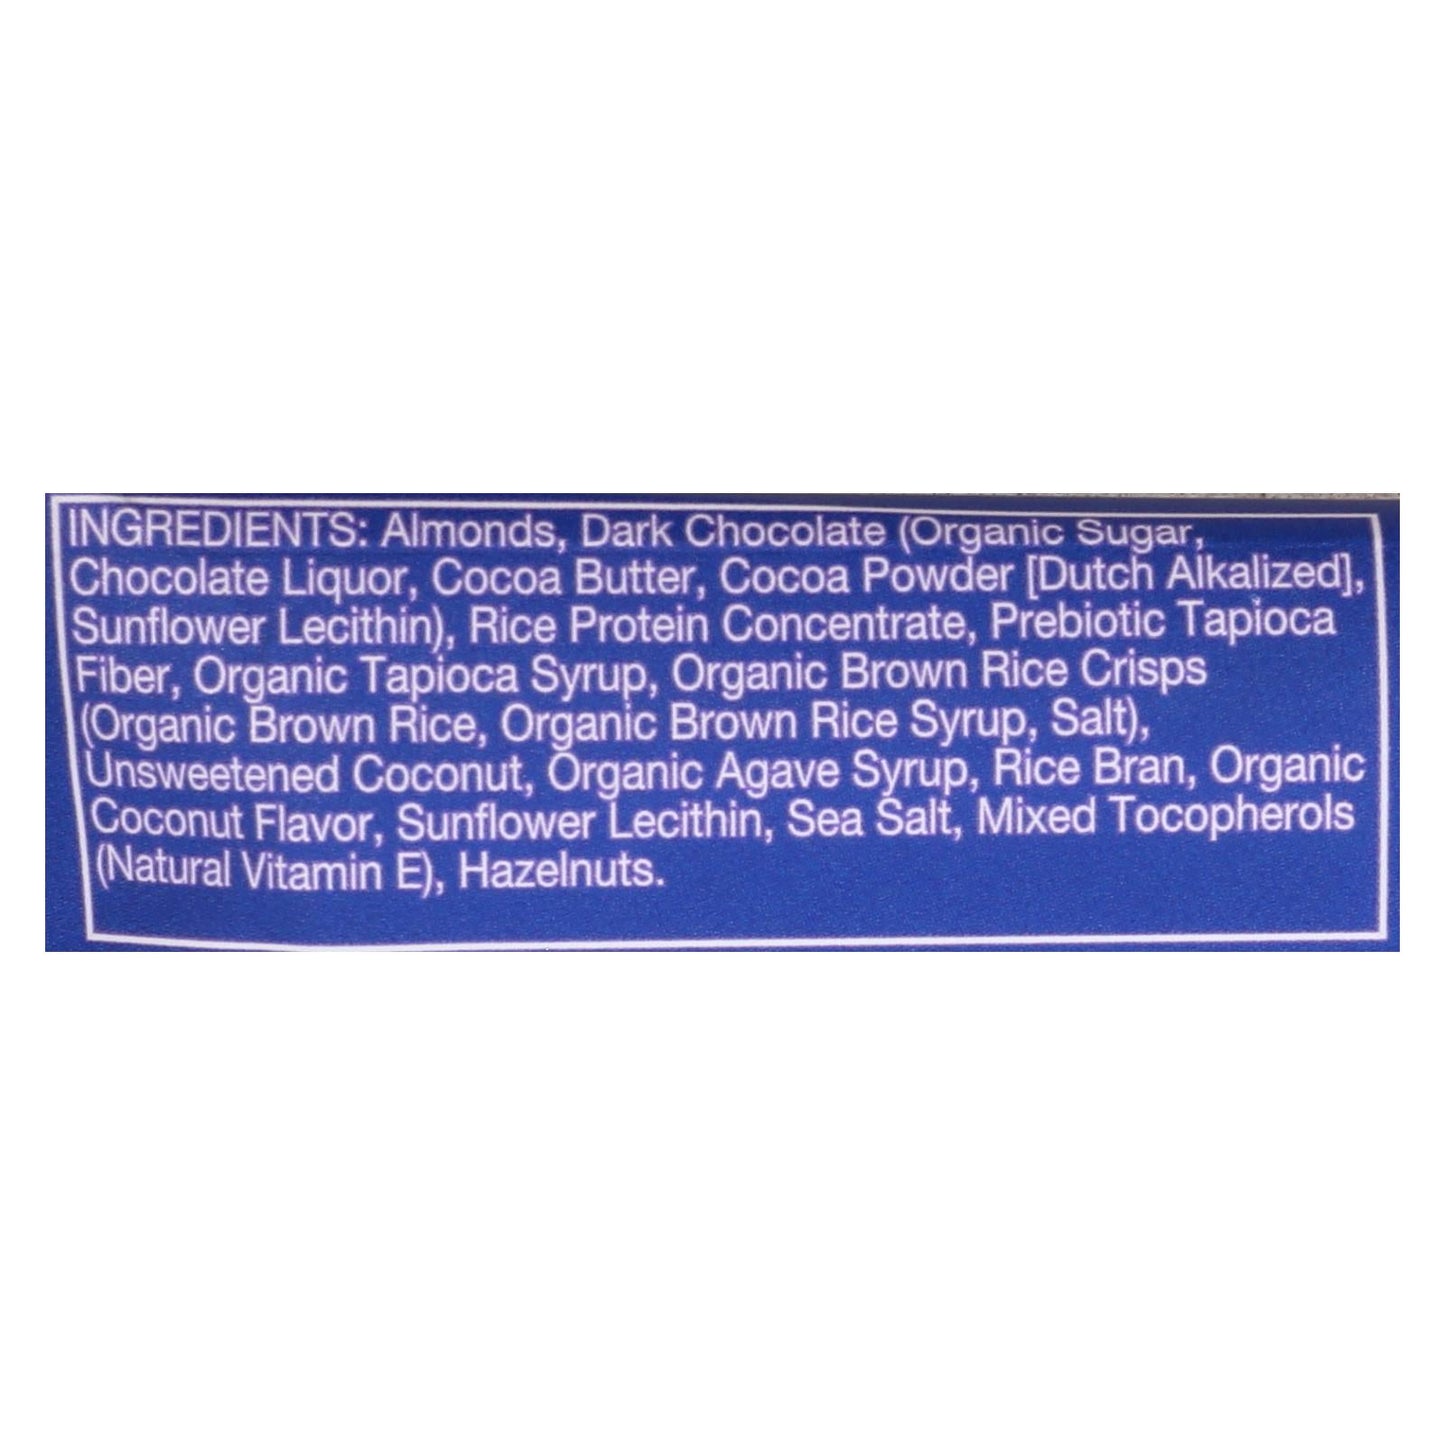 INGREDIENTS: Almonds, Dark Chocolate (Organic Sugar,
Chocolate Liquor, Cocoa Butter, Cocoa Powder [Dutch Alkalized],
Sunflower Lecithin), Rice Protein Concentrate, Prebiotic Tapioca
Fiber, Organic Tapioca Syrup, Organic Brown Rice Crisps
(Organic Brown Rice, Organic Brown Rice Syrup, Salt),
Unsweetened Coconut, Organic Agave Syrup, Rice Bran, Organic
Coconut Flavor, Sunflower Lecithin, Sea Salt, Mixed Tocopherols
(Natural Vitamin E), Hazelnuts.